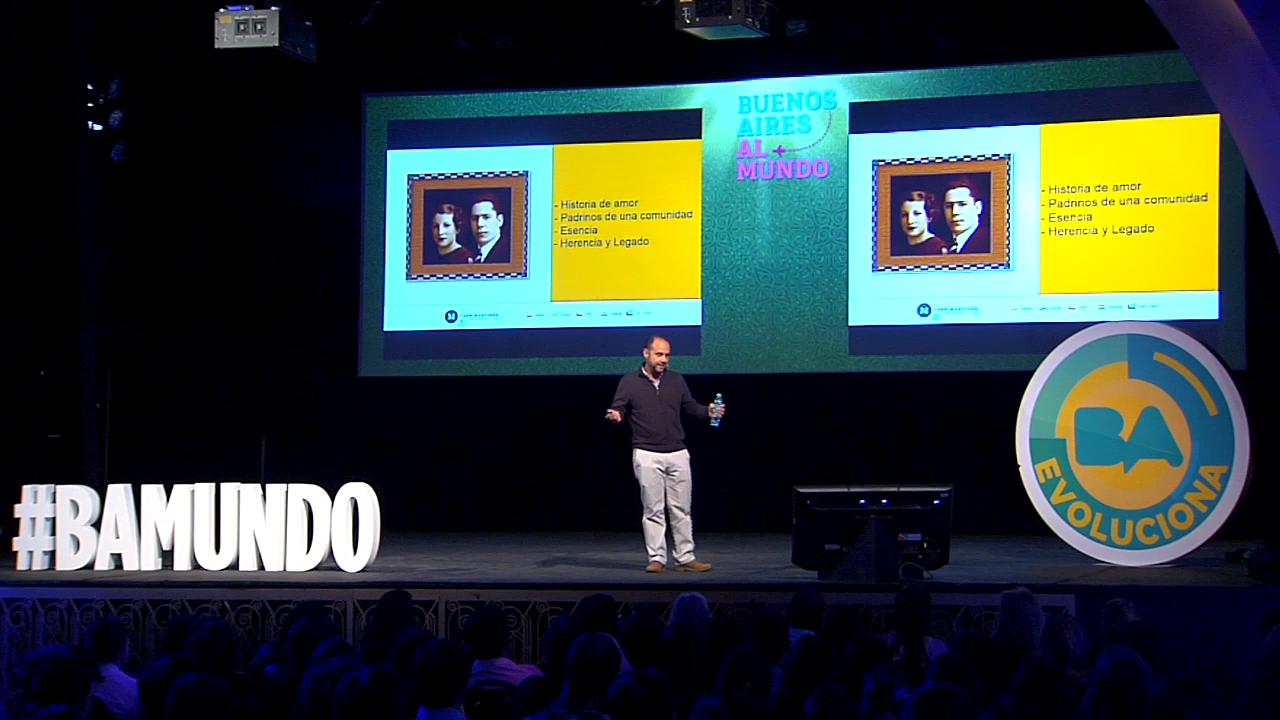 BUENOS
AIRES
AL
MUNDO
- Historia de amor
- Padrinos de una comunidad
- Esencia
- Herencia y Legado
- Historia de amor
- Padrinos de una comunidad
- Esencia
- Herencia y Legado
#BAMUNDO
BA
EVOLUCIONA